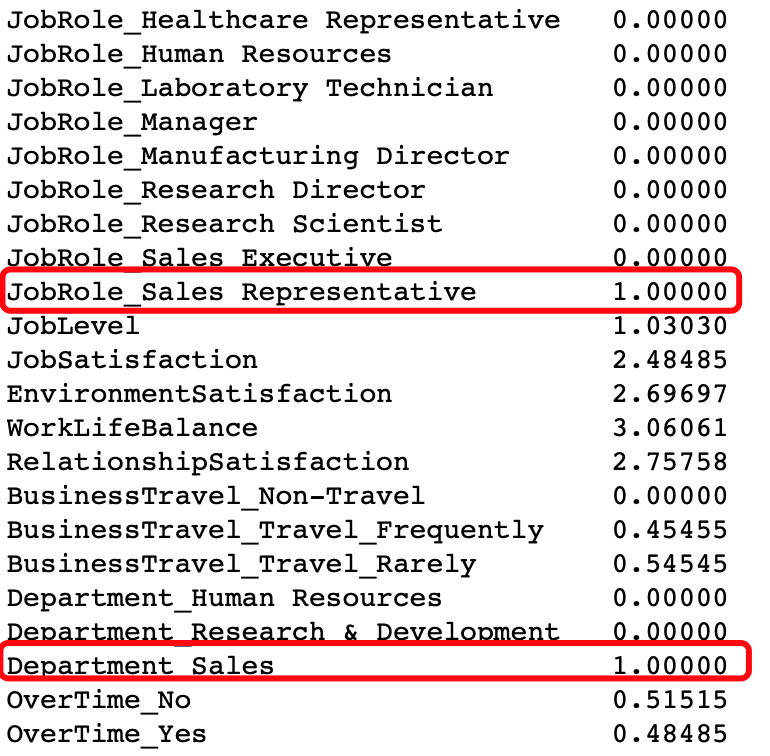 JobRole_Healthcare Representative 0.00000
JobRole_Human Resources 0.00000
JobRole_Laboratory Technician 0.00000
JobRole_Manager 0.00000
JobRole_Manufacturing Director 0.00000
JobRole_Research Director 0.00000
JobRole_Research Scientist 0.00000
JobRole_Sales Executive 0.00000
JobRole_Sales Representative 1.00000
JobLevel 1.03030
JobSatisfaction 2.48485
EnvironmentSatisfaction 2.69697
WorkLifeBalance 3.06061
RelationshipSatisfaction 2.75758
BusinessTravel_Non-Travel 0.00000
BusinessTravel_Travel_Frequently 0.45455
BusinessTravel_Travel_Rarely 0.54545
Department_Human Resources 0.00000
Department_Research & Development 0.00000
Department_Sales 1.00000
OverTime_No 0.51515
OverTime_Yes 0.48485